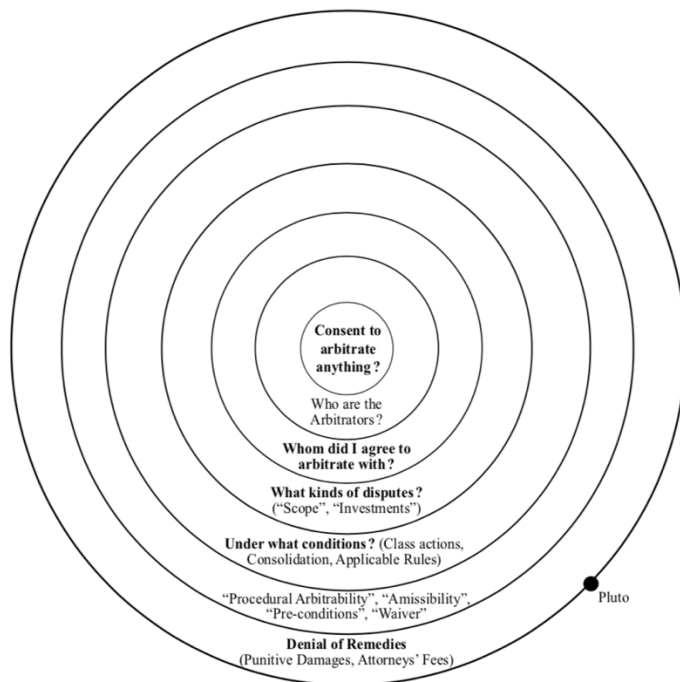 Consent to
arbitrate
anything?
Who are the
Arbitrators?
Whom did I agree to
arbitrate with?
What kinds of disputes?
(“Scope”, “Investments”)
Under what conditions? (Class actions,
Consolidation, Applicable Rules)
“Procedural Arbitrability”, “Amissibility”,
“Pre-conditions”, “Waiver”
Pluto
Denial of Remedies
(Punitive Damages, Attorneys’ Fees)